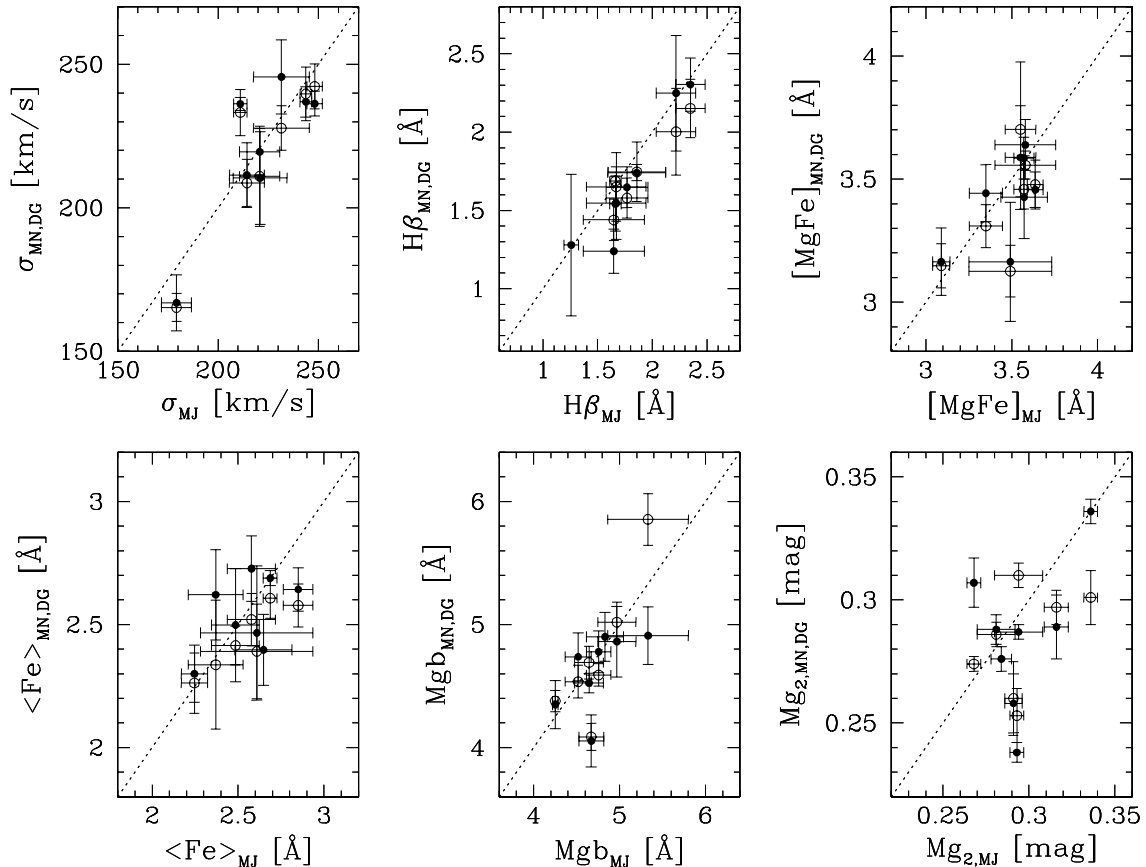 250
200
150
σMN,DG [km/s]
150 200 250
σMJ [km/s]
2.5
2
1.5
1
HβMN,DG [Å]
1 1.5 2 2.5
HβMJ [Å]
4
3.5
3
[MgFe]MN,DG [Å]
3 3.5 4
[MgFe]MJ [Å]
3
2.5
2
<Fe>MN,DG [Å]
2 2.5 3
<Fe>MJ [Å]
6
5
4
MgbMN,DG [Å]
4 5 6
MgbMJ [Å]
0.35
0.3
0.25
Mg2,MN,DG [mag]
0.25 0.3 0.35
Mg2,MJ [mag]